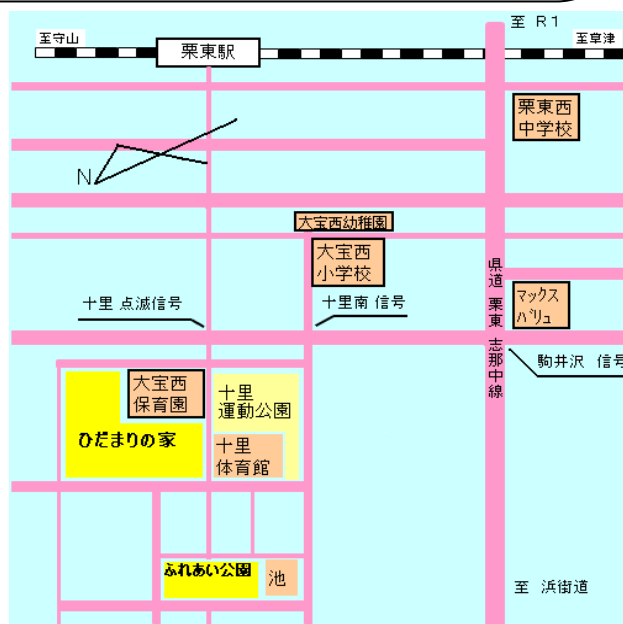 至 R1
至守山
栗東駅
至草津
栗東西
中学校
N
大宝西幼稚園
大宝西
小学校
県道 栗東 志那中線
マックス
バリュ
十里 点滅信号
十里南 信号
駒井沢 信号
大宝西
保育園
十里
運動公園
ひだまりの家
十里
体育館
ふれあい公園
池
至 浜街道